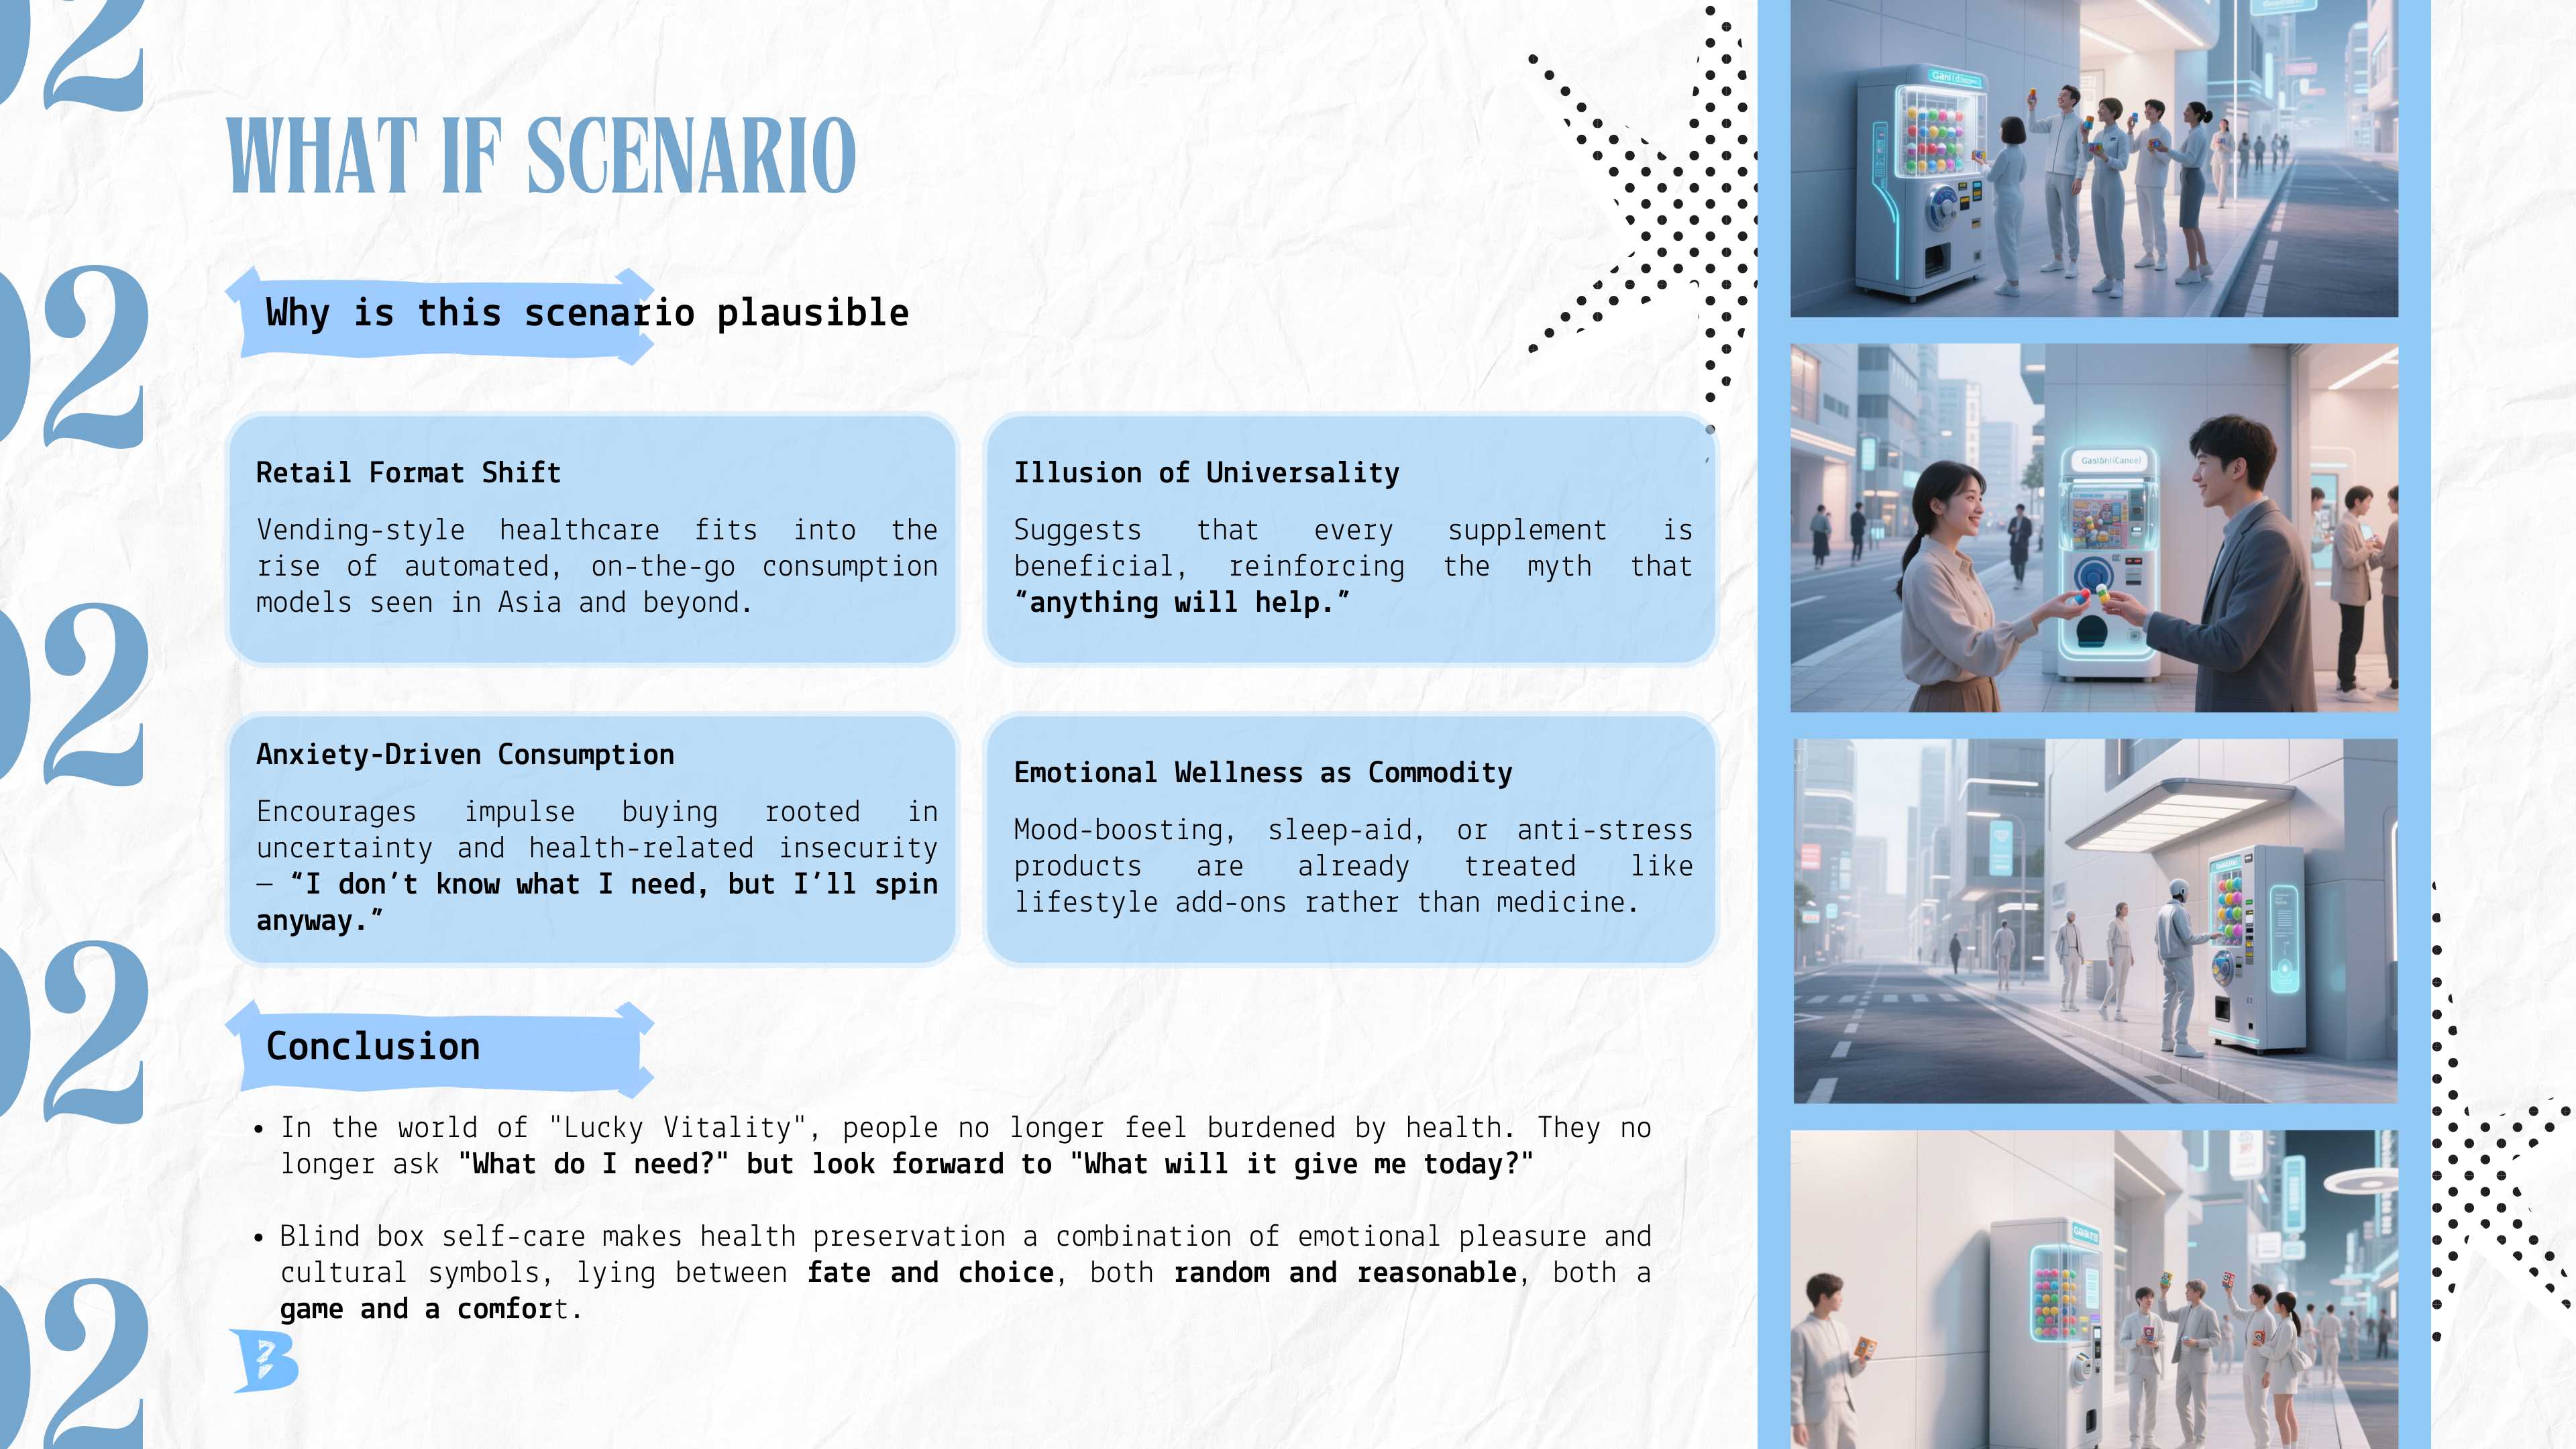 02
02
02
02
02
WHAT IF SCENARIO
Why is this scenario plausible
Retail Format Shift
Vending-style healthcare fits into the
rise of automated, on-the-go consumption
models seen in Asia and beyond.
Illusion of Universality
Suggests that every supplement is
beneficial, reinforcing the myth that
“anything will help.”
Anxiety-Driven Consumption
Encourages impulse buying rooted in
uncertainty and health-related insecurity
— “I don’t know what I need, but I’ll spin
anyway.”
Emotional Wellness as Commodity
Mood-boosting, sleep-aid, or anti-stress
products are already treated like
lifestyle add-ons rather than medicine.
Conclusion
• In the world of "Lucky Vitality", people no longer feel burdened by health. They no
longer ask "What do I need?" but look forward to "What will it give me today?"
• Blind box self-care makes health preservation a combination of emotional pleasure and
cultural symbols, lying between fate and choice, both random and reasonable, both a
game and a comfort.
B